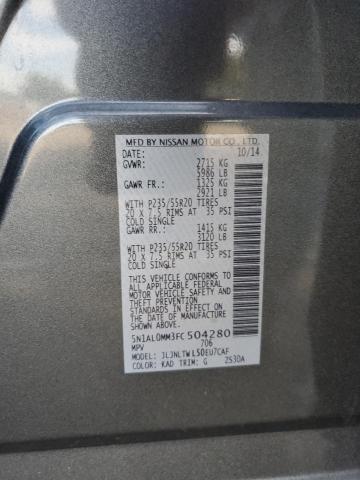 MFD BY NISSAN MOTOR CO., LTD.
DATE: 10/14
GVWR: 2715 KG
5986 LB
GAWR FR.: 1325 KG
2921 LB
WITH P235/55R20 TIRES
20 X 7.5 RIMS AT 35 PSI
COLD SINGLE
GAWR RR.: 1415 KG
3120 LB
WITH P235/55R20 TIRES
20 X 7.5 RIMS AT 35 PSI
COLD SINGLE
THIS VEHICLE CONFORMS
TO ALL APPLICABLE FEDERAL
MOTOR VEHICLE SAFETY AND
THEFT PREVENTION STANDARDS
IN EFFECT ON THE DATE OF
MANUFACTURE SHOWN ABOVE.
5N1AL0MM3FC504280
MPV 706
MODEL: JLJNLTWL50EU7CAF
COLOR: KAD TRIM: G 2S30A